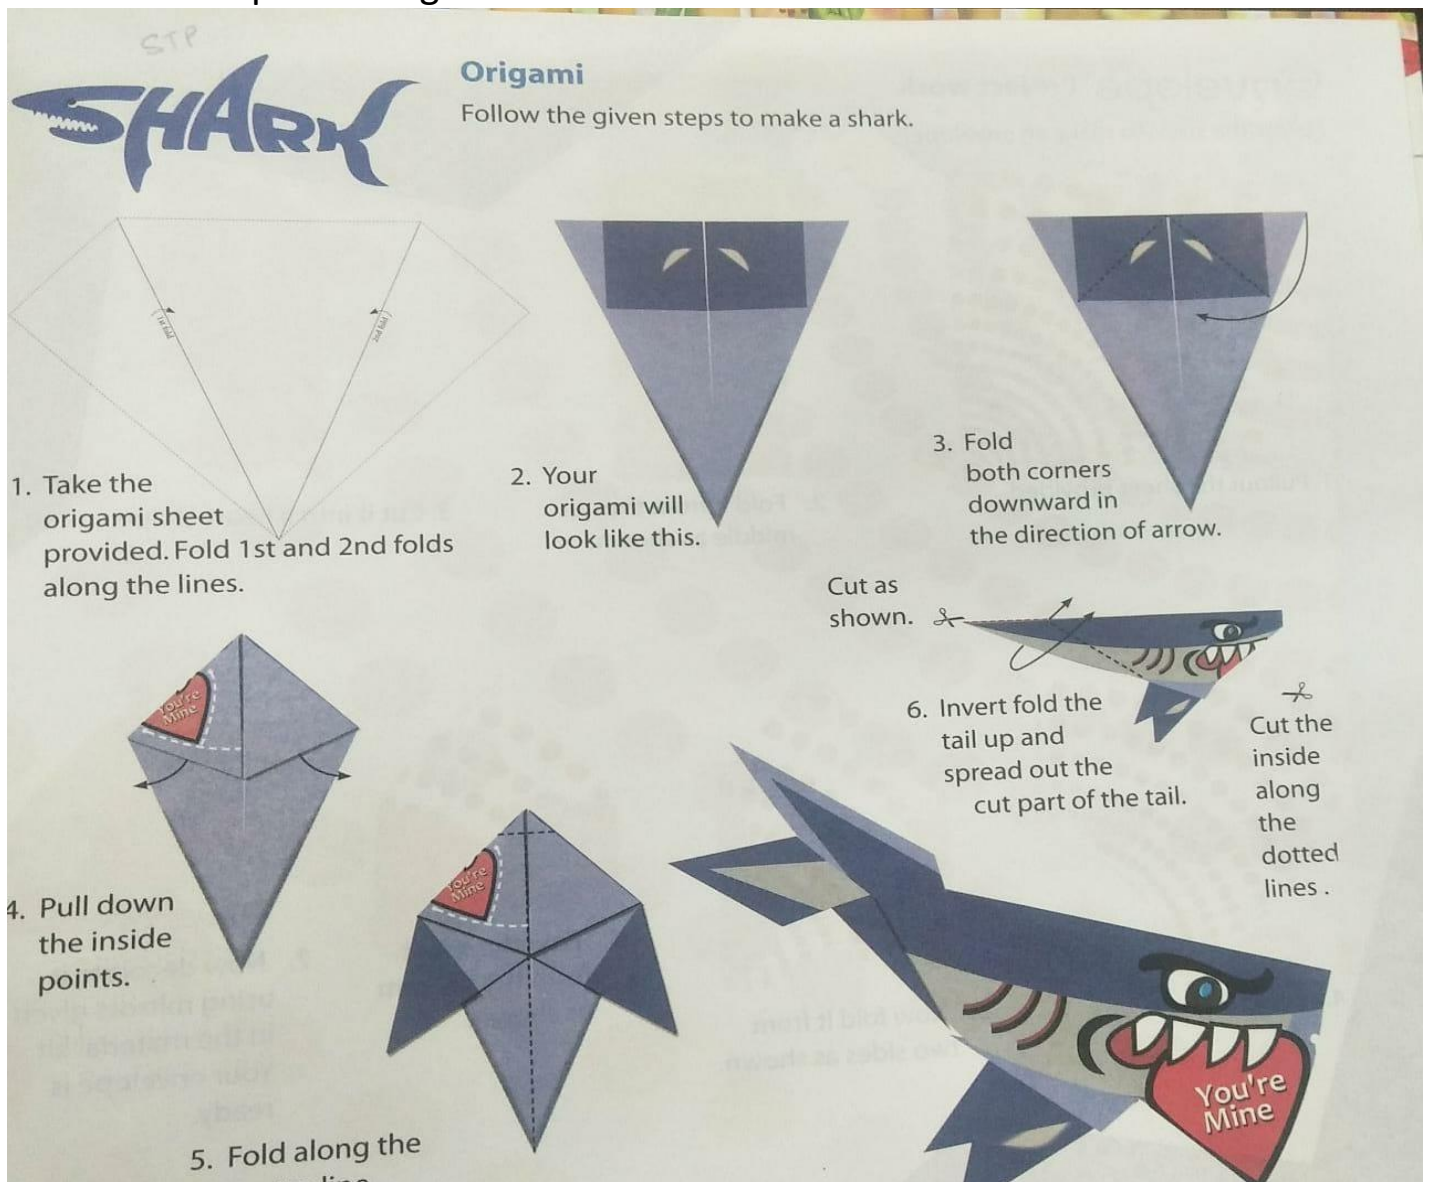 STP
SHARK
Origami
Follow the given steps to make a shark.
1st fold
2nd fold
1. Take the
origami sheet
provided. Fold 1st and 2nd folds
along the lines.
2. Your
origami will
look like this.
3. Fold
both corners
downward in
the direction of arrow.
You're
Mine
4. Pull down
the inside
points.
You're
Mine
5. Fold along the
Cut as
shown.
6. Invert fold the
tail up and
spread out the
cut part of the tail.
Cut the
inside
along
the
dotted
lines .
You're
Mine